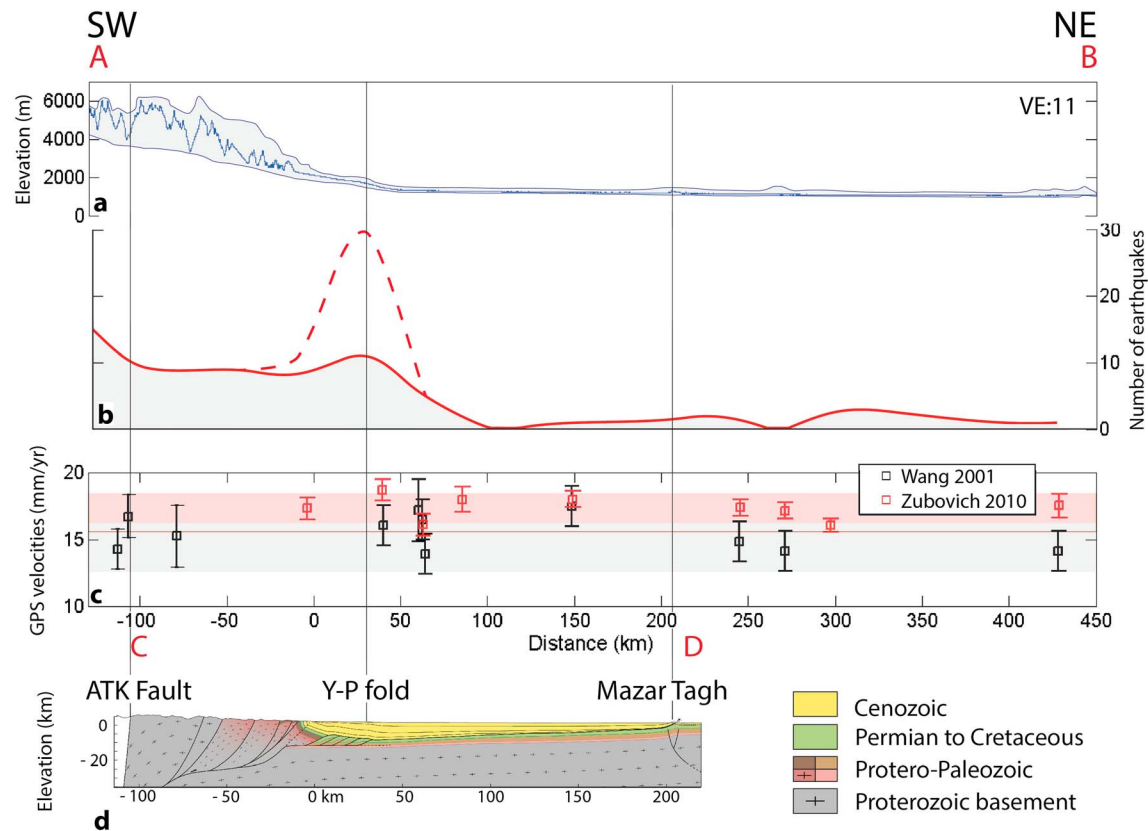 SW NE
A B
6000
4000
2000
0
Elevation (m)
VE:11
a
30
20
10
0
Number of earthquakes
b
20
15
10
GPS velocities (mm/yr)
Wang 2001
Zubovich 2010
c
-100 -50 0 50 100 150 200 250 300 350 400 450
Distance (km)
C D
ATK Fault Y-P fold Mazar Tagh
0
- 20
Elevation (km)
-100 -50 0 km 50 100 150 200
d
Cenozoic
Permian to Cretaceous
Protero-Paleozoic
Proterozoic basement